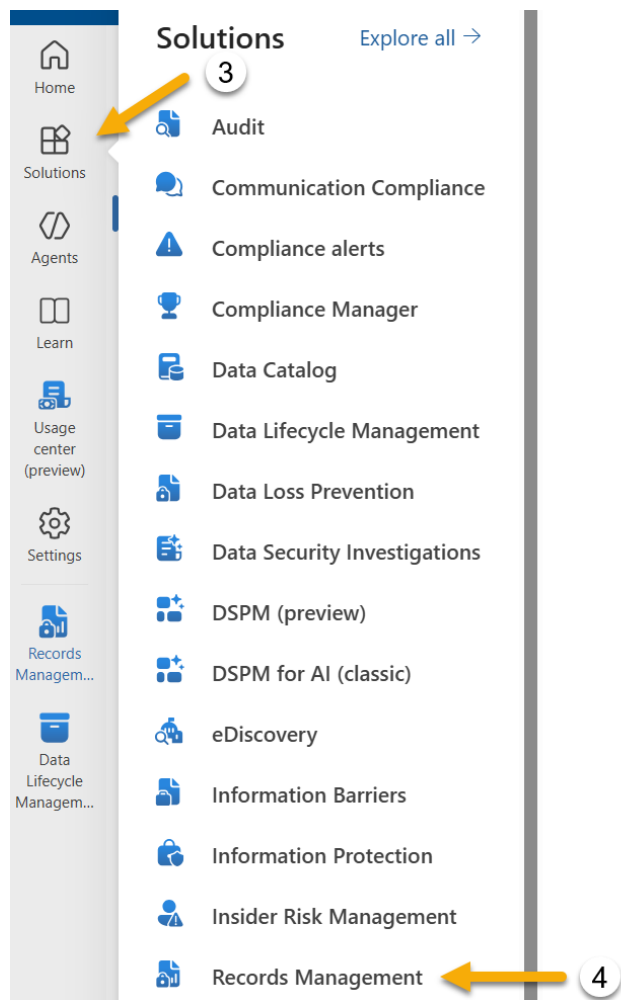 Home
Solutions
Agents
Learn
Usage
center
(preview)
Settings
Records
Managem...
Data
Lifecycle
Managem...
Solutions
Explore all →
3
Audit
Communication Compliance
Compliance alerts
Compliance Manager
Data Catalog
Data Lifecycle Management
Data Loss Prevention
Data Security Investigations
DSPM (preview)
DSPM for AI (classic)
eDiscovery
Information Barriers
Information Protection
Insider Risk Management
Records Management
4